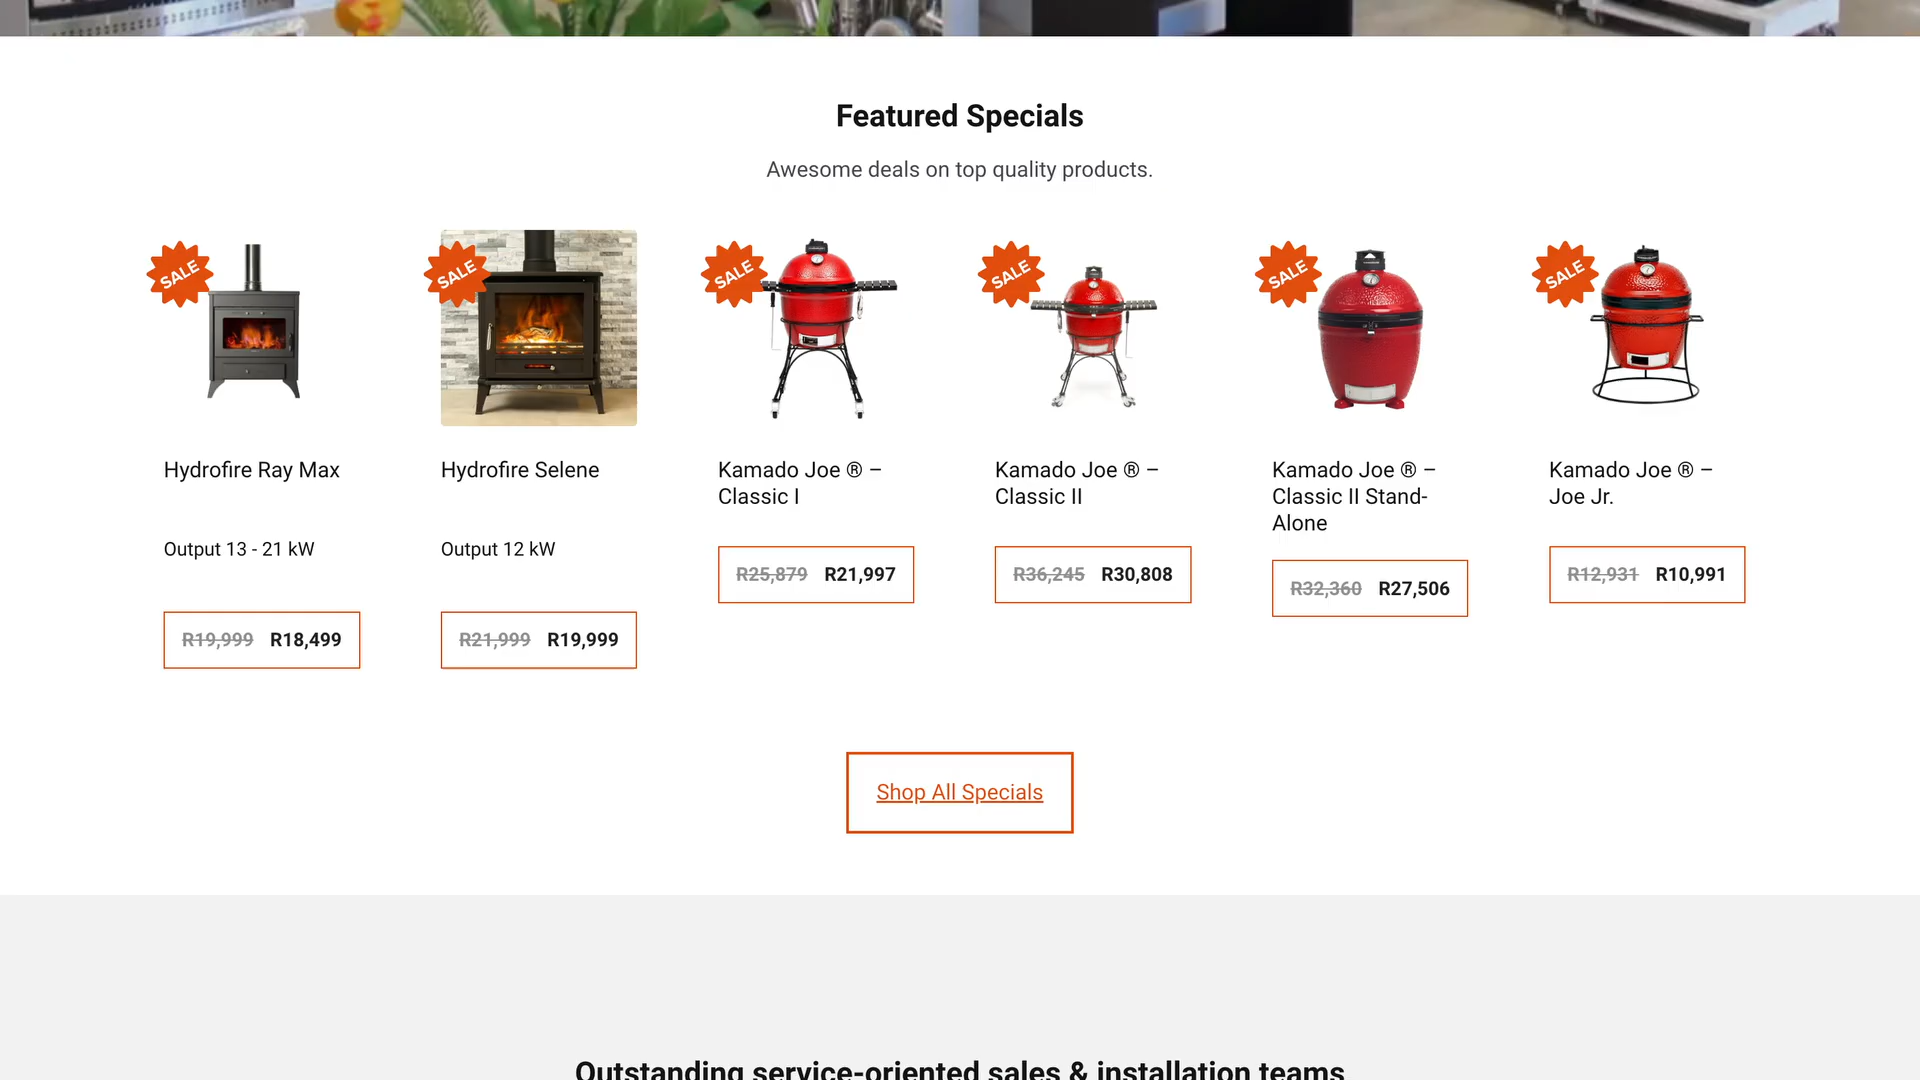 Featured Specials
Awesome deals on top quality products.
SALE
SALE
SALE
SALE
SALE
SALE
Hydrofire Ray Max
Output 13 - 21 kW
R19,999 R18,499
Hydrofire Selene
Output 12 kW
R21,999 R19,999
Kamado Joe ® –
Classic I
R25,879 R21,997
Kamado Joe ® –
Classic II
R36,245 R30,808
Kamado Joe ® –
Classic II Stand-
Alone
R32,360 R27,506
Kamado Joe ® –
Joe Jr.
R12,931 R10,991
Shop All Specials
Outstanding service-oriented sales & installation teams